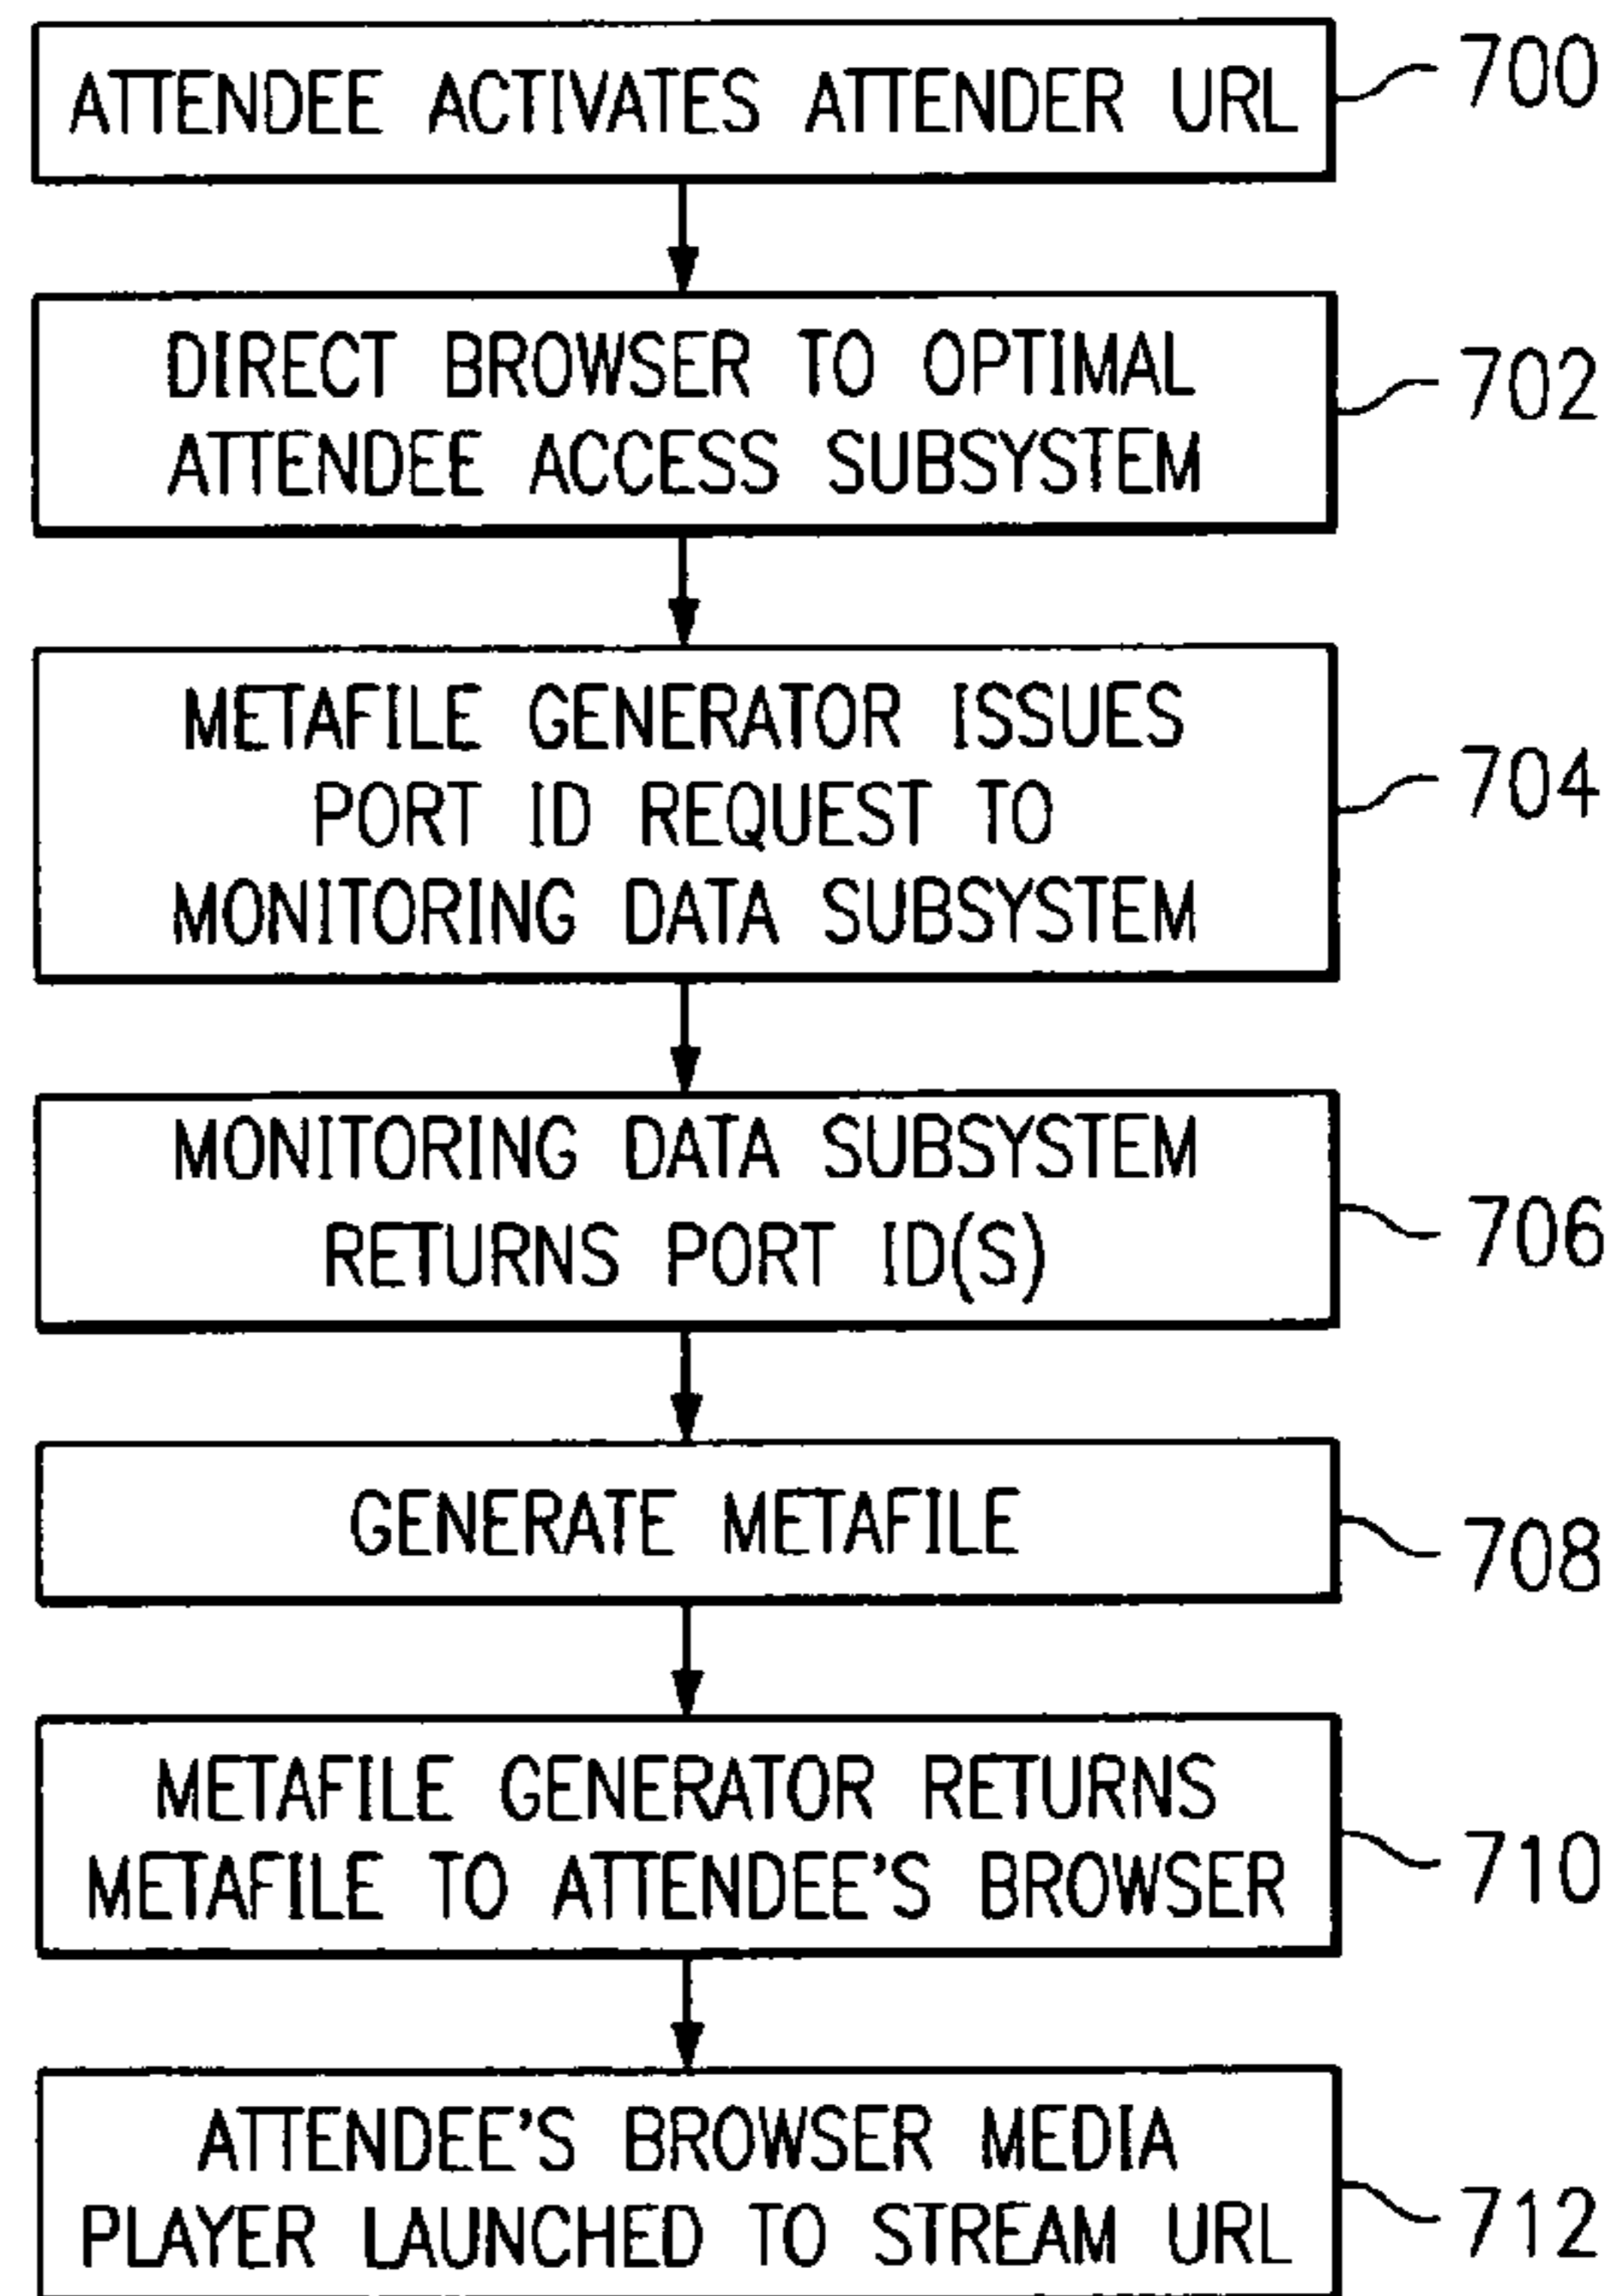 ATTENDEE ACTIVATES ATTENDER URL
700
DIRECT BROWSER TO OPTIMAL
ATTENDEE ACCESS SUBSYSTEM
702
METAFILE GENERATOR ISSUES
PORT ID REQUEST TO
MONITORING DATA SUBSYSTEM
704
MONITORING DATA SUBSYSTEM
RETURNS PORT ID(S)
706
GENERATE METAFILE
708
METAFILE GENERATOR RETURNS
METAFILE TO ATTENDEE'S BROWSER
710
ATTENDEE'S BROWSER MEDIA
PLAYER LAUNCHED TO STREAM URL
712